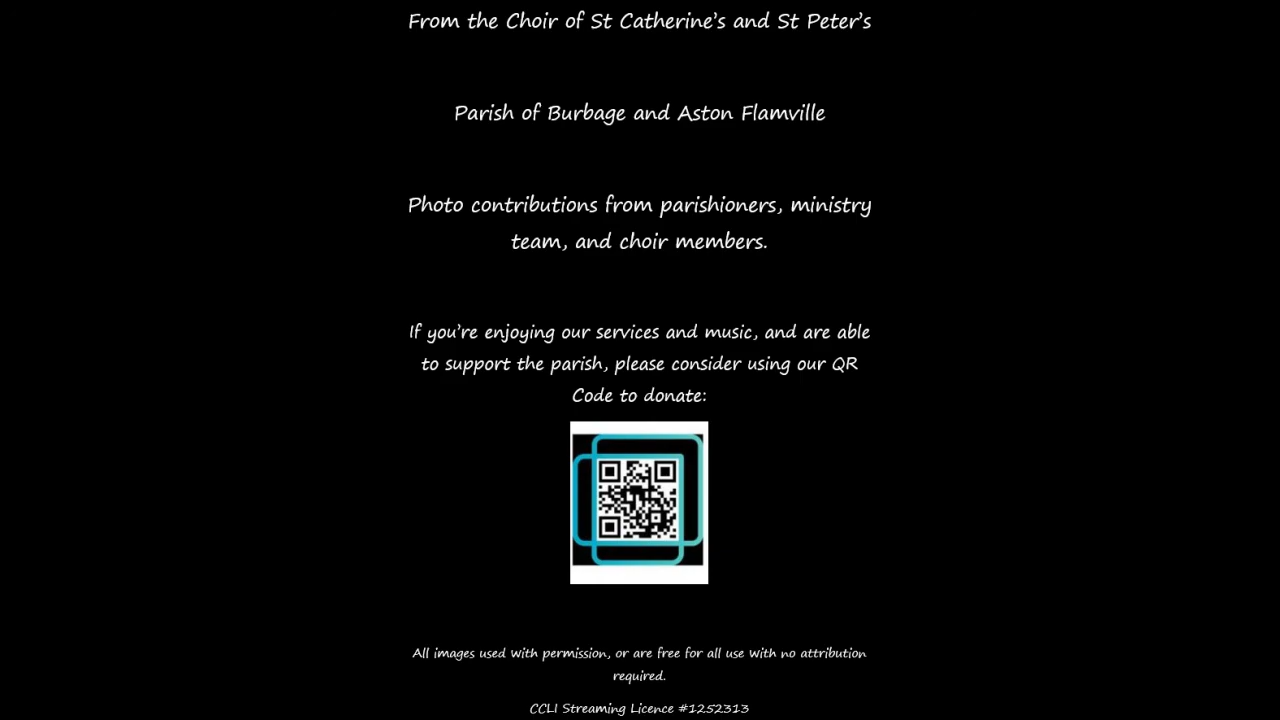 From the Choir of St Catherine's and St Peter's
Parish of Burbage and Aston Flamville
Photo contributions from parishioners, ministry
team, and choir members.
If you're enjoying our services and music, and are able
to support the parish, please consider using our QR
Code to donate:
All images used with permission, or are free for all use with no attribution
required.
CCLI Streaming Licence #1252313